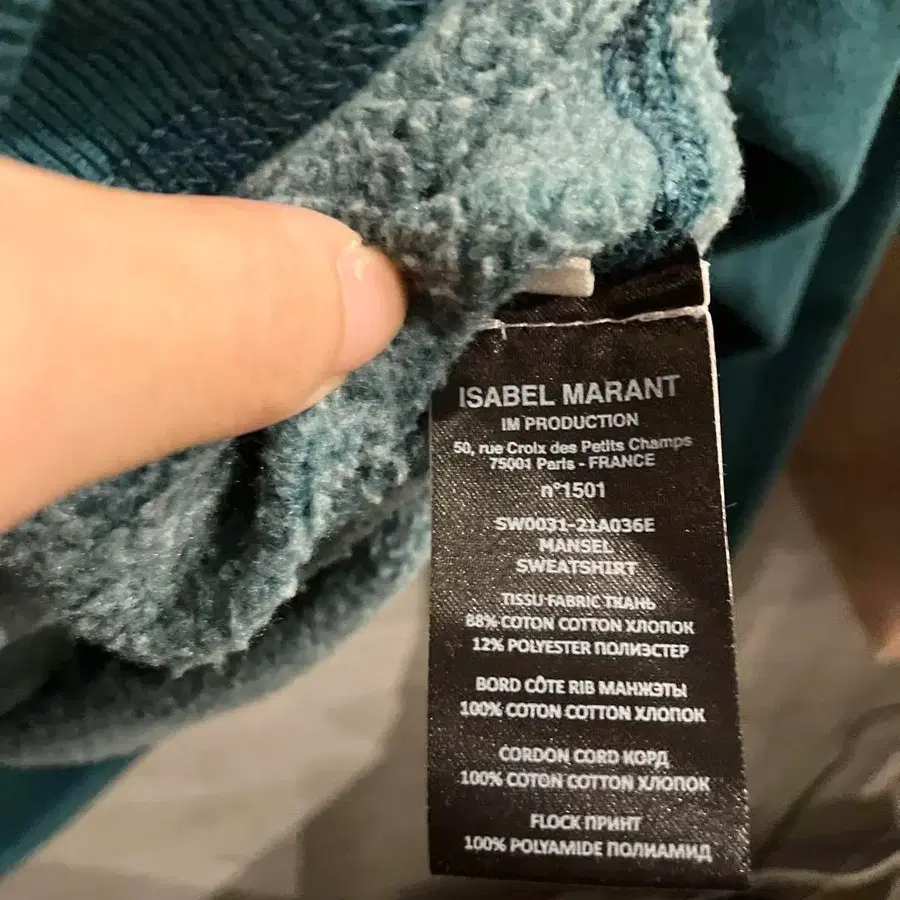 ISABEL MARANT
IM PRODUCTION
50, rue Croix des Petits Champs
75001 Paris - FRANCE
n°1501
SW0031-21A036E
MANSEL
SWEATSHIRT
TISSU FABRIC ТКАНЬ
88% COTON COTTON ХЛОПОК
12% POLYESTER ПОЛИЭСТЕР
BORD CÔTE RIB МАНЖЭТЫ
100% COTON COTTON ХЛОПОК
CORDON CORD КОРД
100% COTON COTTON ХЛОПОК
FLOCK ПРИНТ
100% POLYAMIDE ПОЛИАМИД